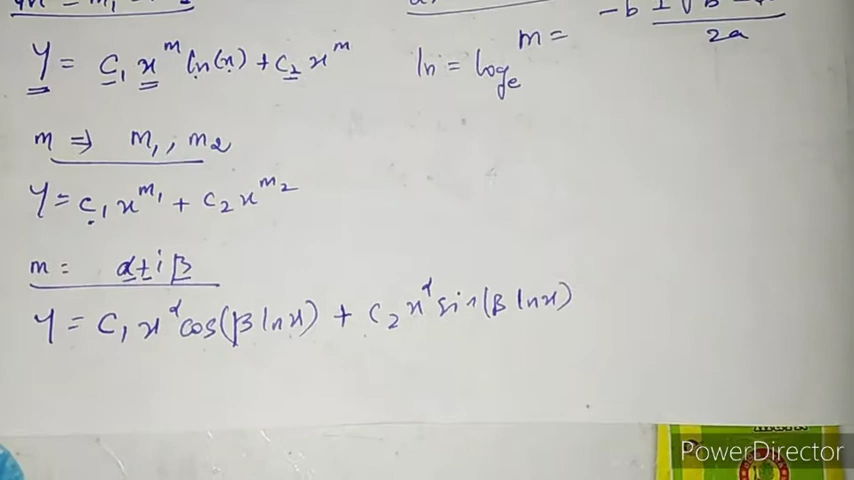 m =
-b ± √b
2a
y = c₁ x^m ln(x) + c₂ x^m
ln = log_e
m ⇒ m₁, m₂
y = c₁ x^m₁ + c₂ x^m₂
m = α ± iβ
y = c₁ x^α cos(β ln x) + c₂ x^α sin(β ln x)
PowerDirector